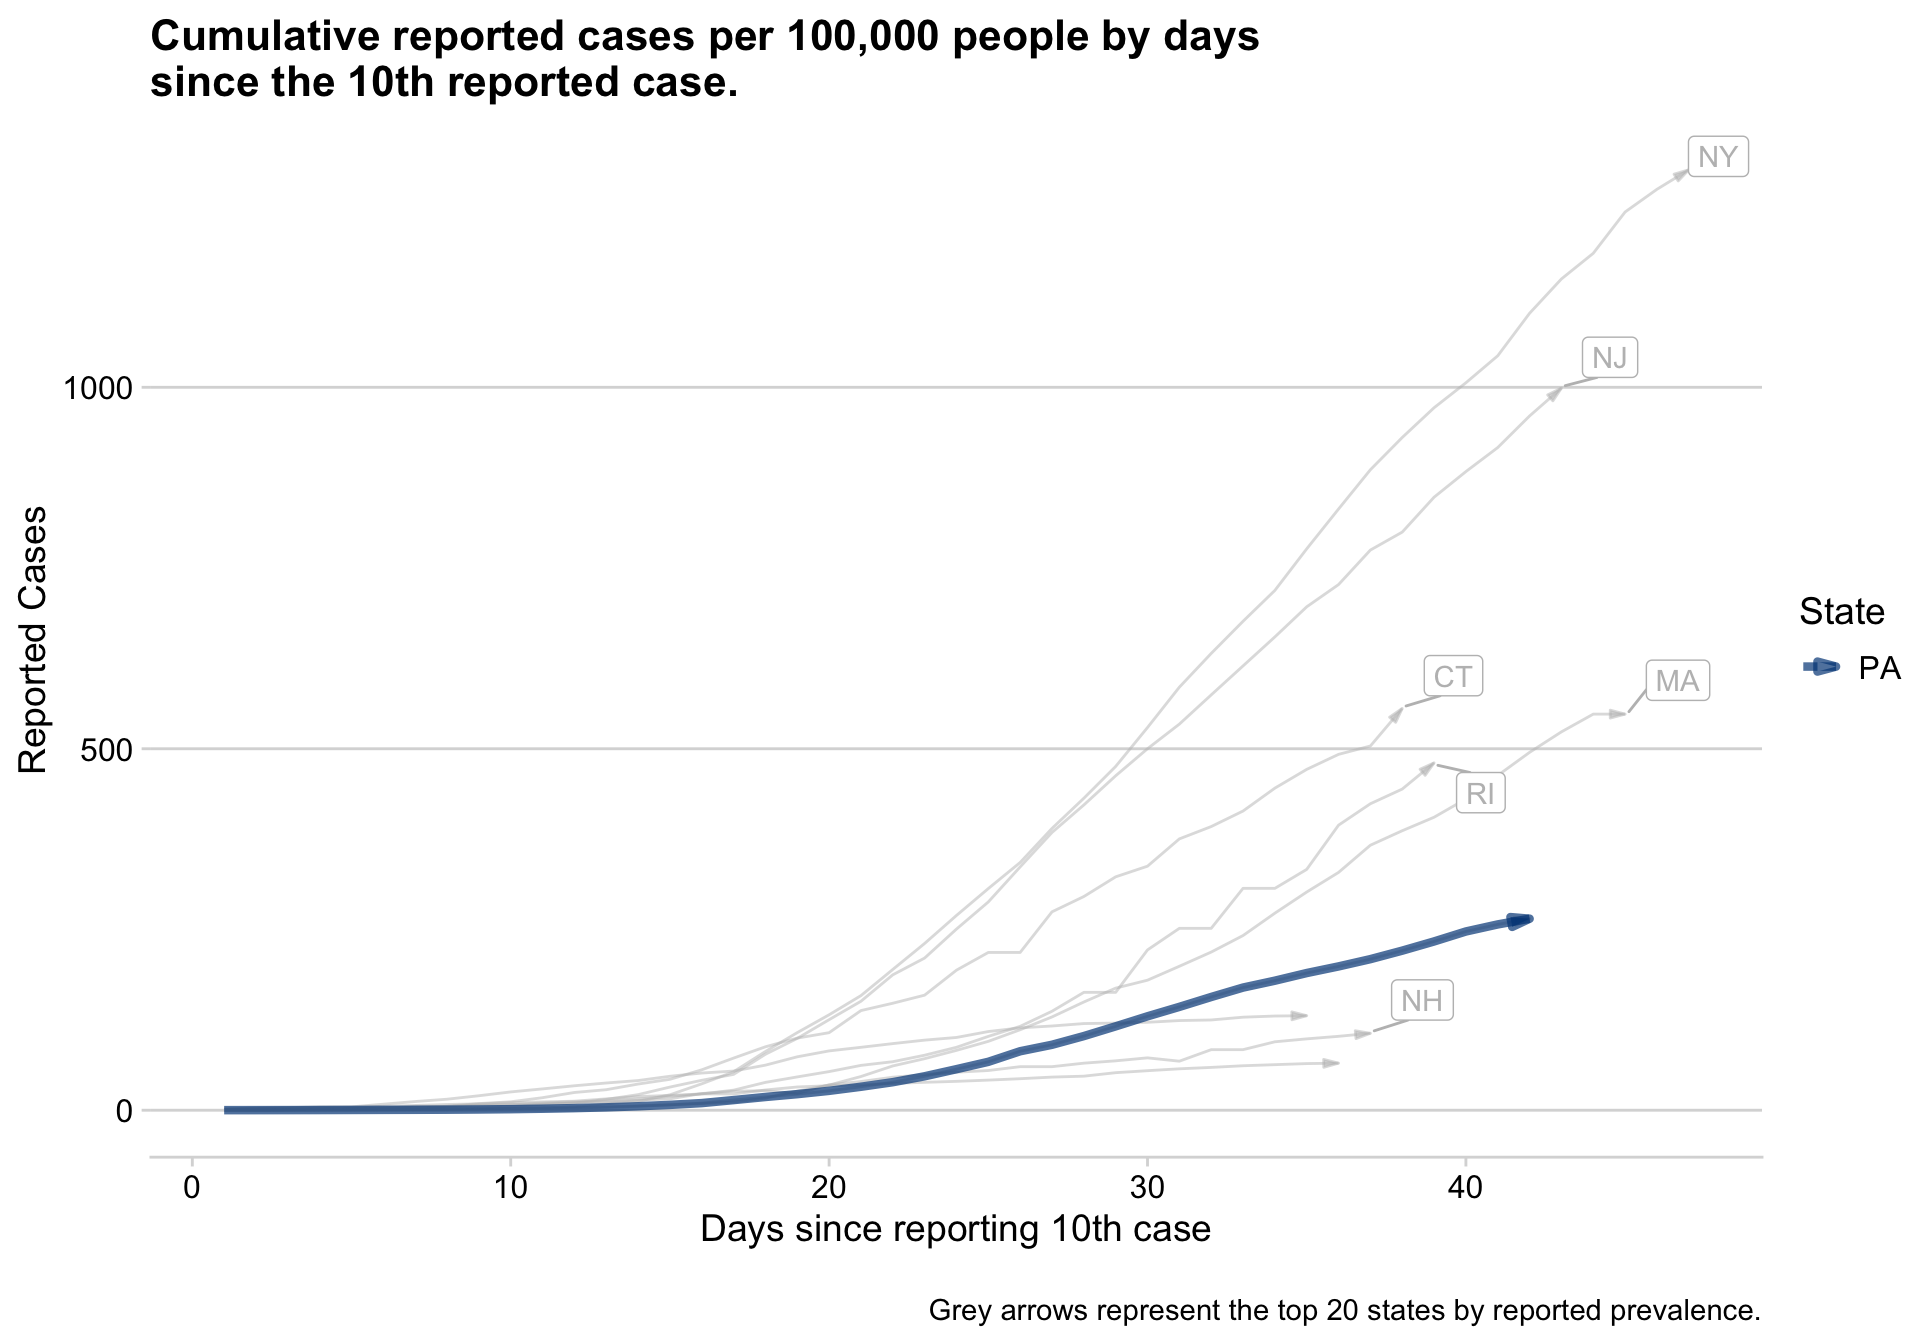 Cumulative reported cases per 100,000 people by days
since the 10th reported case.
NY
NJ
1000
CT
MA
500
RI
NH
0
Reported Cases
State
PA
0 10 20 30 40
Days since reporting 10th case
Grey arrows represent the top 20 states by reported prevalence.